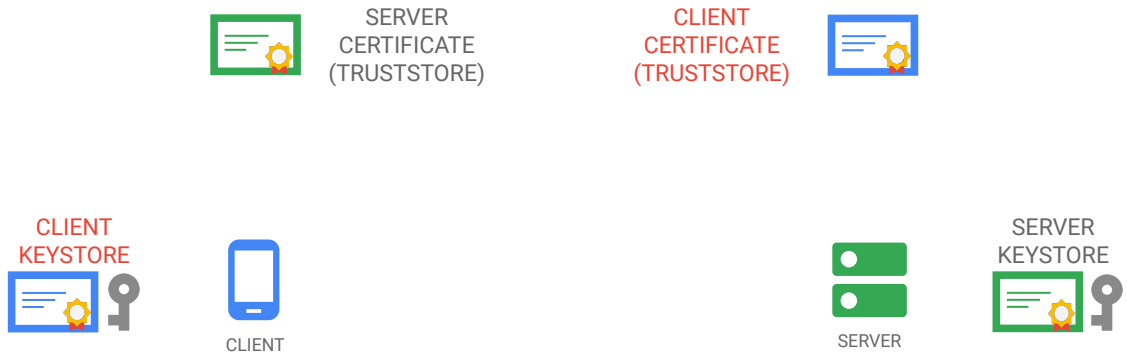 SERVER
CERTIFICATE
(TRUSTSTORE)
CLIENT
CERTIFICATE
(TRUSTSTORE)
CLIENT
KEYSTORE
SERVER
KEYSTORE
CLIENT
SERVER